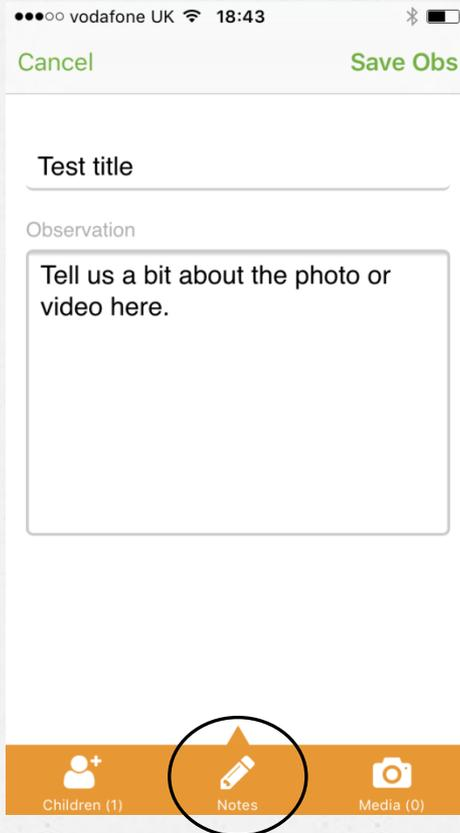 vodafone UK 18:43
Cancel Save Obs
Test title
Observation
Tell us a bit about the photo or
video here.
Children (1) Notes Media (0)